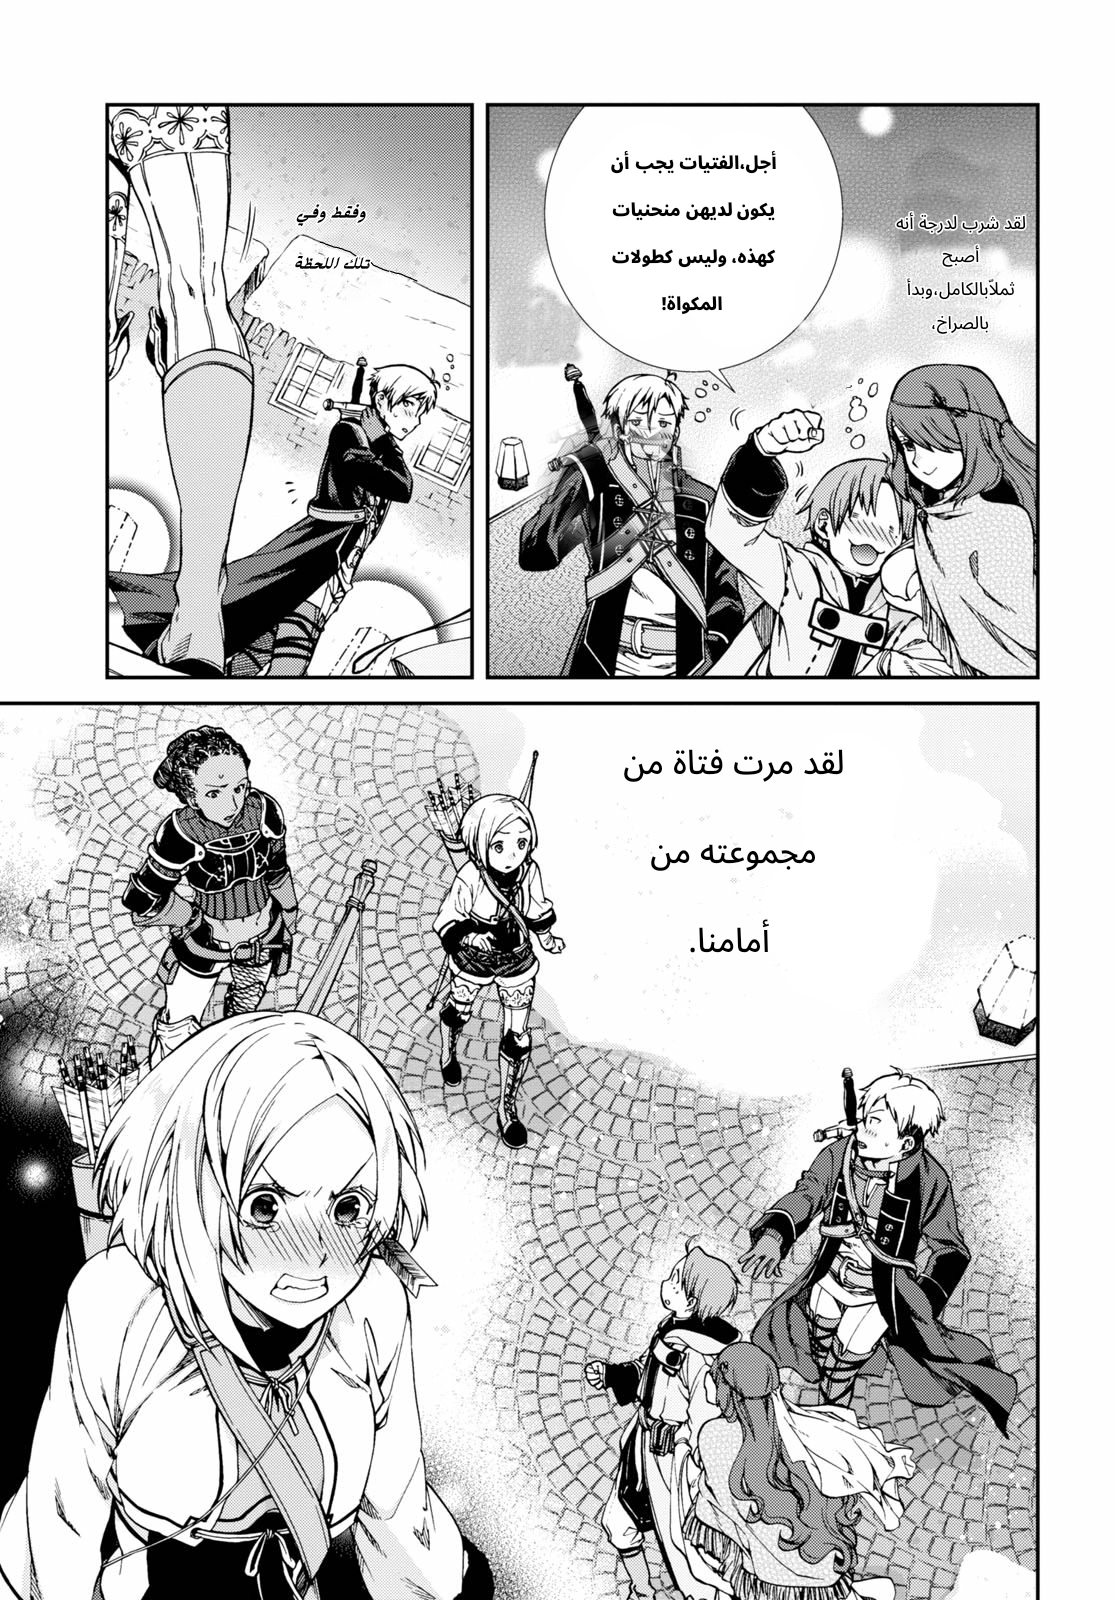 لقد شرب لدرجة أنه
أصبح
ثملاًبالكامل،وبدأ
بالصراخ،
أجل،الفتيات يجب أن
يكون لديهن منحنيات
كهذه، وليس كطولات
المكواة!
وفقط وفي
تلك اللحظة
لقد مرت فتاة من
مجموعته من
أمامنا.